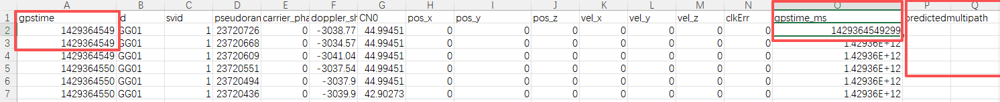 A B C D E F G H I J K L M N O P Q
1 gpstime d svid pseudoran carrier_pha doppler_sh CN0 pos_x pos_y pos_z vel_x vel_y vel_z clkErr gpstime_ms predicted multipath
2 1429364549 GG01 1 23720726 0 -3038.77 44.99451 0 0 0 0 0 0 0 1429364549299
3 1429364549 GG01 1 23720668 0 -3034.57 44.99451 0 0 0 0 0 0 0 1.42936E+12
4 1429364549 GG01 1 23720609 0 -3041.04 44.99451 0 0 0 0 0 0 0 1.42936E+12
5 1429364550 GG01 1 23720551 0 -3037.54 44.99451 0 0 0 0 0 0 0 1.42936E+12
6 1429364550 GG01 1 23720494 0 -3037.9 44.99451 0 0 0 0 0 0 0 1.42936E+12
7 1429364550 GG01 1 23720436 0 -3039.9 42.90273 0 0 0 0 0 0 0 1.42936E+12